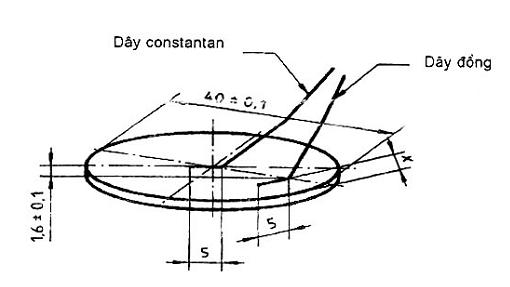 Dây constantan
Dây đồng
40 ± 0,1
x
1,6 ± 0,1
5
5